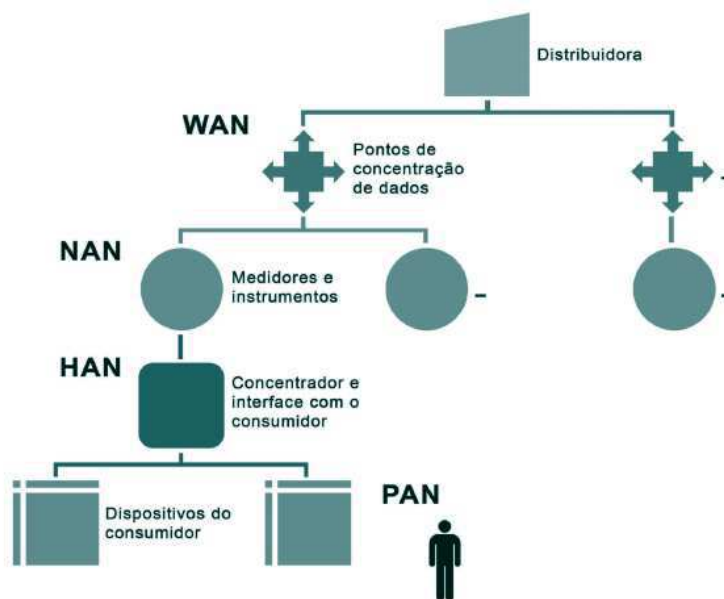 Distribuidora
WAN
Pontos de
concentração
de dados
NAN
Medidores e
instrumentos
HAN
Concentrador e
interface com o
consumidor
Dispositivos do
consumidor
PAN